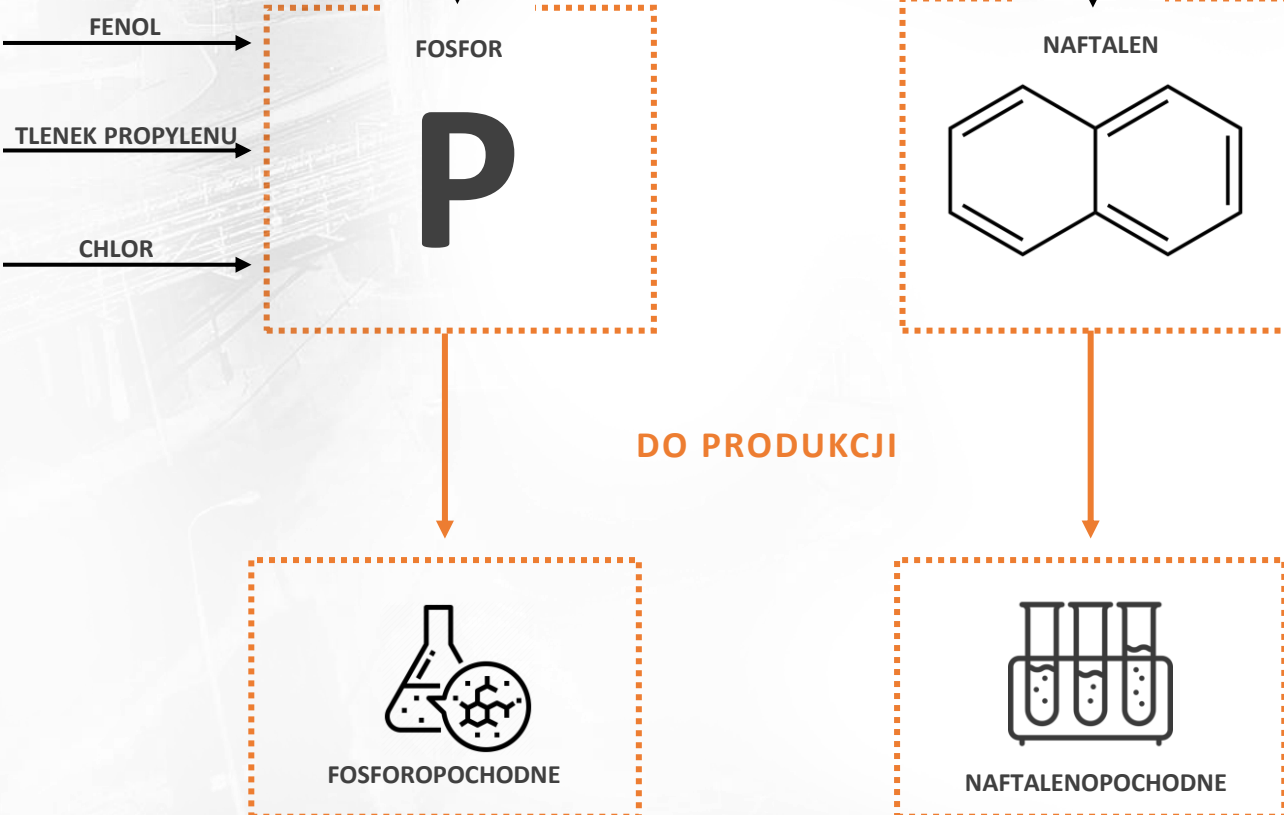 FENOL
FOSFOR
NAFTALEN
TLENEK PROPYLENU
P
CHLOR
DO PRODUKCJI
FOSFOROPOCHODNE
NAFTALENOPOCHODNE